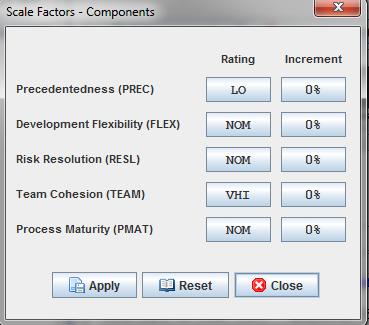 Scale Factors - Components
Rating Increment
Precedentedness (PREC) LO 0%
Development Flexibility (FLEX) NOM 0%
Risk Resolution (RESL) NOM 0%
Team Cohesion (TEAM) VHI 0%
Process Maturity (PMAT) NOM 0%
Apply Reset Close